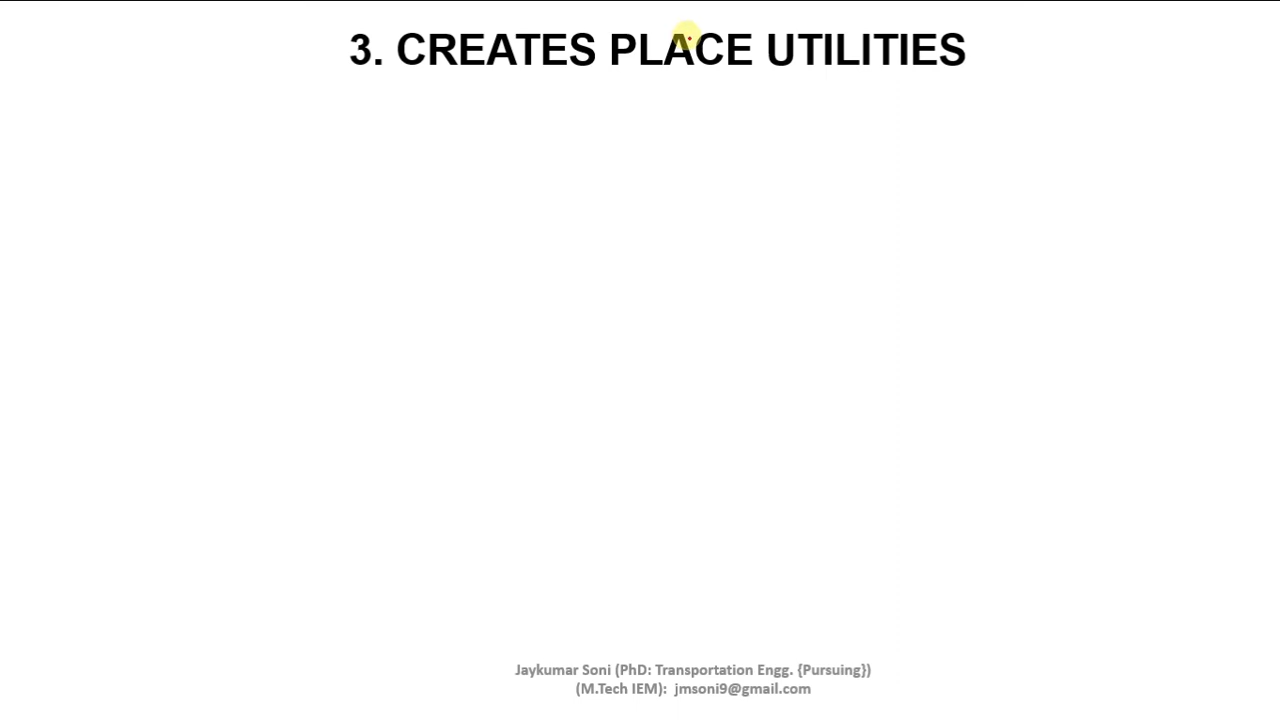 3. CREATES PLACE UTILITIES
Jaykumar Soni (PhD: Transportation Engg. {Pursuing})
(M.Tech IEM):  jmsoni9@gmail.com